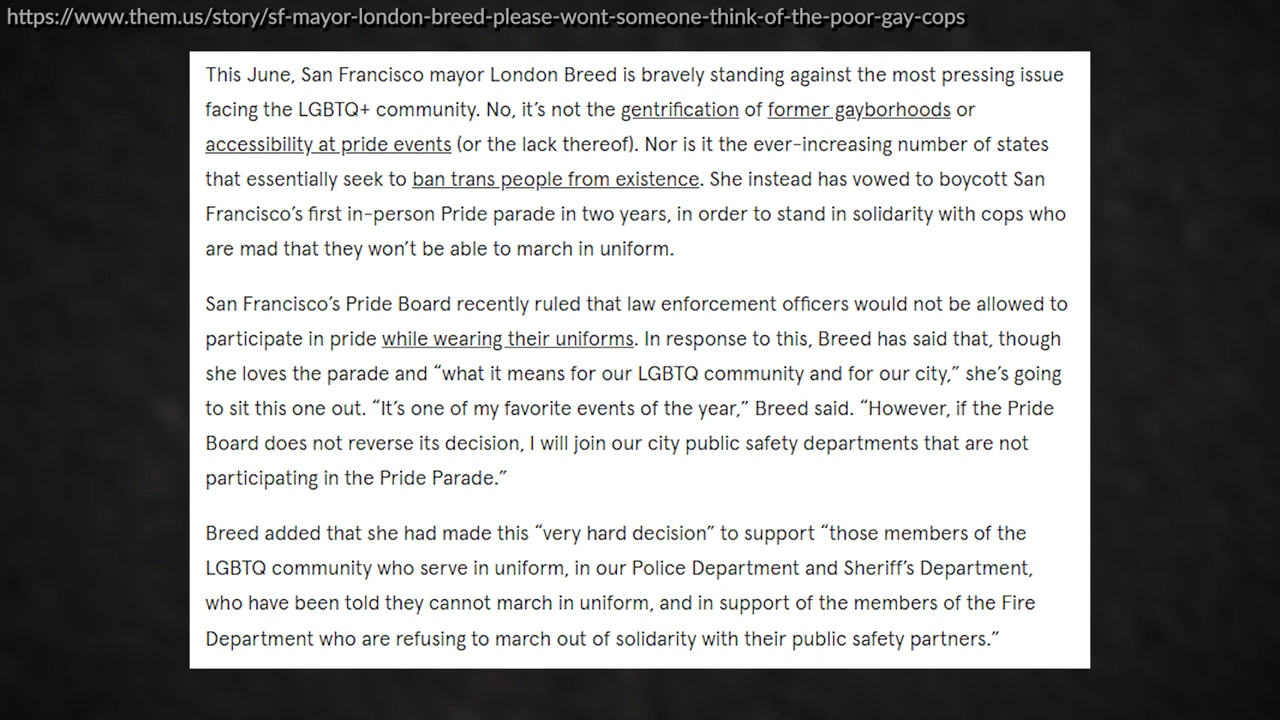 https://www.them.us/story/sf-mayor-london-breed-please-wont-someone-think-of-the-poor-gay-cops
This June, San Francisco mayor London Breed is bravely standing against the most pressing issue
facing the LGBTQ+ community. No, it’s not the gentrification of former gayborhoods or
accessibility at pride events (or the lack thereof). Nor is it the ever-increasing number of states
that essentially seek to ban trans people from existence. She instead has vowed to boycott San
Francisco’s first in-person Pride parade in two years, in order to stand in solidarity with cops who
are mad that they won’t be able to march in uniform.
San Francisco’s Pride Board recently ruled that law enforcement officers would not be allowed to
participate in pride while wearing their uniforms. In response to this, Breed has said that, though
she loves the parade and “what it means for our LGBTQ community and for our city,” she’s going
to sit this one out. “It’s one of my favorite events of the year,” Breed said. “However, if the Pride
Board does not reverse its decision, I will join our city public safety departments that are not
participating in the Pride Parade.”
Breed added that she had made this “very hard decision” to support “those members of the
LGBTQ community who serve in uniform, in our Police Department and Sheriff’s Department,
who have been told they cannot march in uniform, and in support of the members of the Fire
Department who are refusing to march out of solidarity with their public safety partners.”